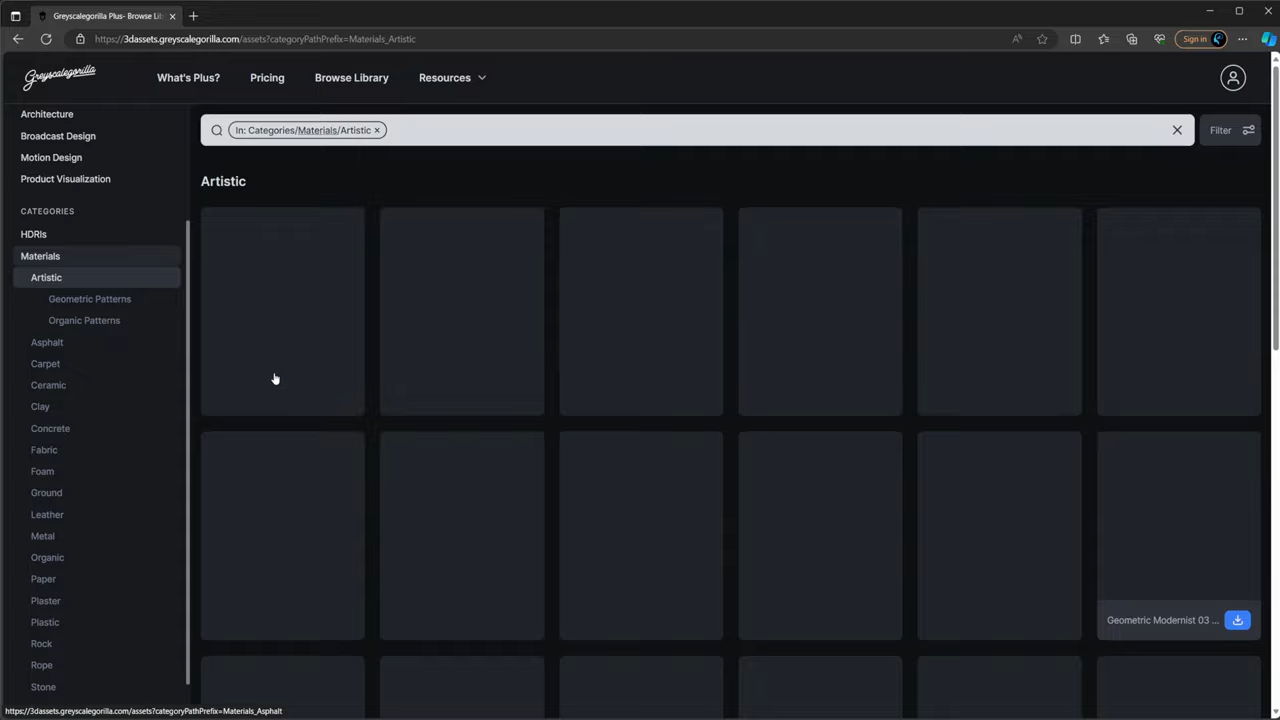 Greyscalegorilla Plus- Browse Lib
https://3dassets.greyscalegorilla.com/assets?categoryPathPrefix=Materials_Artistic
Sign in
Greyscalegorilla
What's Plus?
Pricing
Browse Library
Resources
Architecture
Broadcast Design
Motion Design
Product Visualization
CATEGORIES
HDRIs
Materials
Artistic
Geometric Patterns
Organic Patterns
Asphalt
Carpet
Ceramic
Clay
Concrete
Fabric
Foam
Ground
Leather
Metal
Organic
Paper
Plaster
Plastic
Rock
Rope
Stone
In: Categories/Materials/Artistic ×
Filter
Artistic
Geometric Modernist 03 ...
https://3dassets.greyscalegorilla.com/assets?categoryPathPrefix=Materials_Asphalt